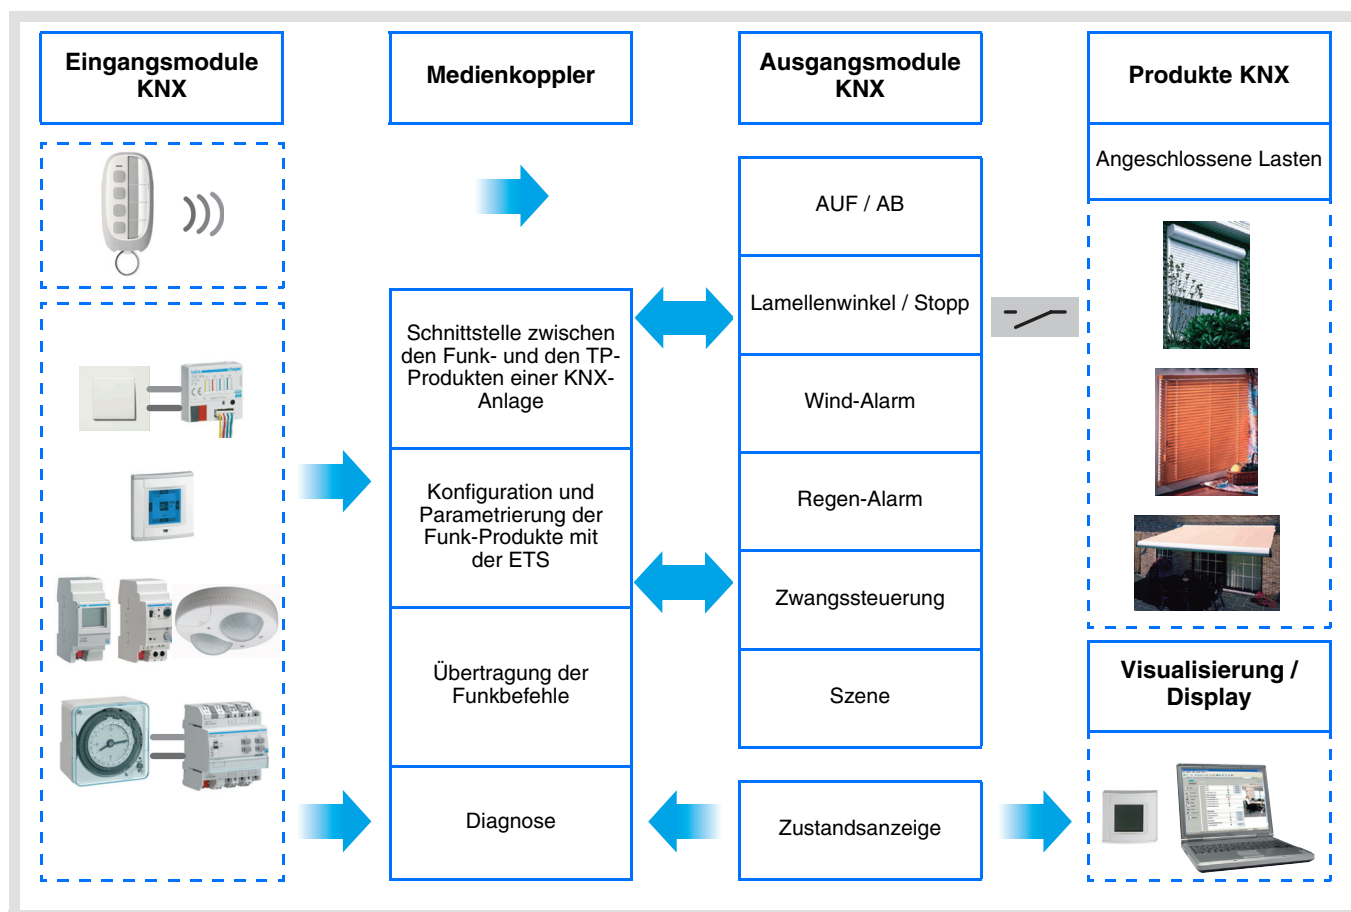 Eingangsmodule
KNX
Medienkoppler
Ausgangsmodule
KNX
Produkte KNX
Angeschlossene Lasten
AUF / AB
Lamellenwinkel / Stopp
Wind-Alarm
Regen-Alarm
Zwangssteuerung
Szene
Schnittstelle zwischen
den Funk- und den TP-
Produkten einer KNX-
Anlage
Konfiguration und
Parametrierung der
Funk-Produkte mit
der ETS
Übertragung der
Funkbefehle
Diagnose
Zustandsanzeige
Visualisierung /
Display